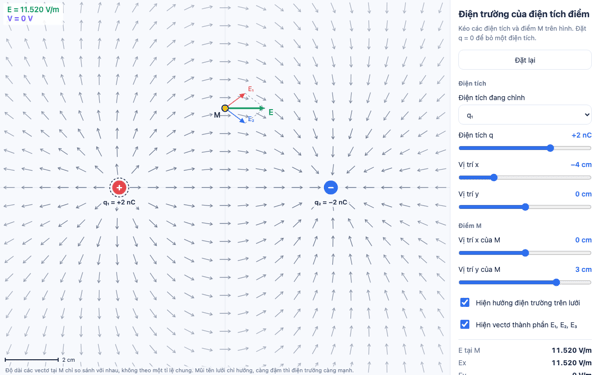 E = 11.520 V/m
V = 0 V
E₁
E
M
E₂
q₁ = +2 nC
q₂ = −2 nC
2 cm
Độ dài các vectơ tại M chỉ so sánh với nhau, không theo một tỉ lệ chung. Mũi tên lưới chỉ hướng, càng đậm thì điện trường càng mạnh.
Điện trường của điện tích điểm
Kéo các điện tích và điểm M trên hình. Đặt
q = 0 để bỏ một điện tích.
Đặt lại
Điện tích
Điện tích đang chỉnh
q₁
Điện tích q +2 nC
Vị trí x −4 cm
Vị trí y 0 cm
Điểm M
Vị trí x của M 0 cm
Vị trí y của M 3 cm
Hiện hướng điện trường trên lưới
Hiện vectơ thành phần E₁, E₂, E₃
E tại M 11.520 V/m
Ex 11.520 V/m